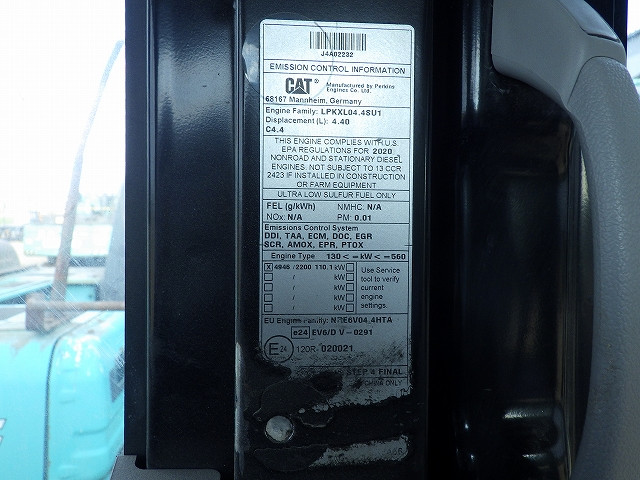 J4A02232
EMISSION CONTROL INFORMATION
CAT® Manufactured by Perkins
Engines Co. Ltd.
68167 Mannheim, Germany
Engine Family: LPKXL04.4SU1
Displacement (L): 4.40
C4.4
THIS ENGINE COMPLIES WITH U.S.
EPA REGULATIONS FOR 2020
NONROAD AND STATIONARY DIESEL
ENGINES. NOT SUBJECT TO 13 CCR
2423 IF INSTALLED IN CONSTRUCTION
OR FARM EQUIPMENT
ULTRA LOW SULFUR FUEL ONLY
FEL (g/kWh) NMHC: N/A
NOx: N/A PM: 0.01
Emissions Control System
DDI, TAA, ECM, DOC, EGR
SCR, AMOX, EPR, PTOX
Engine Type 130 < =kW < =560
X 4946 / 2200 110.1 kW Use Service
/ kW tool to verify
/ kW current
/ kW engine
/ kW settings.
EU Engine Family: NRE6V04.4HTA
e24 EV6/D V-0291
E24 120R-020021
STEP 4 FINAL
CHINA ONLY